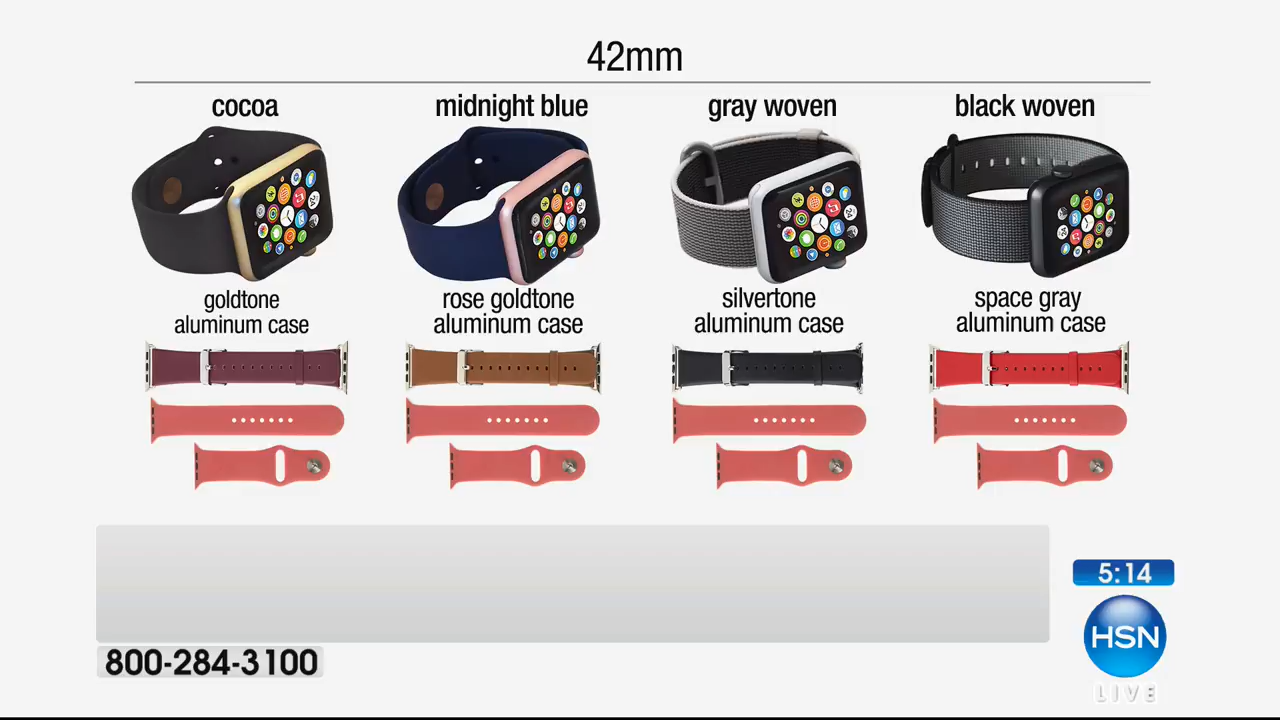 42mm
cocoa
midnight blue
gray woven
black woven
goldtone
aluminum case
rose goldtone
aluminum case
silvertone
aluminum case
space gray
aluminum case
5:14
HSN
LIVE
800-284-3100